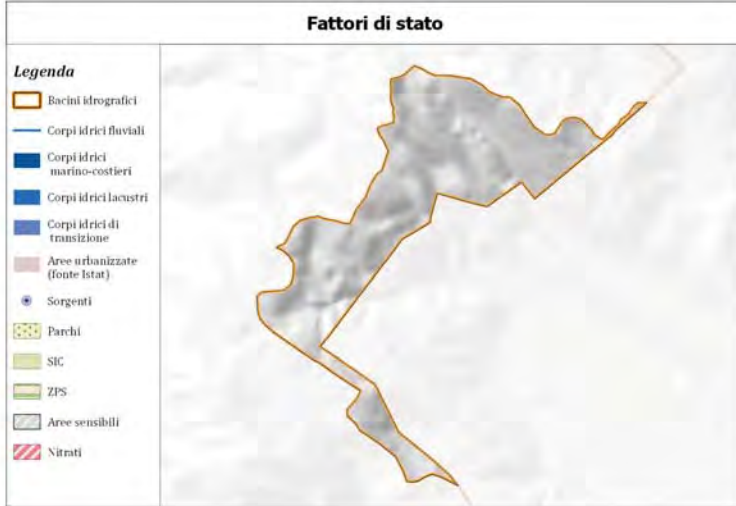 Fattori di stato
Legenda
Bacini idrografici
Corpi idrici fluviali
Corpi idrici
marino-costieri
Corpi idrici lacustri
Corpi idrici di
transizione
Aree urbanizzate
(fonte Istat)
Sorgenti
Parchi
SIC
ZPS
Aree sensibili
Nitrati